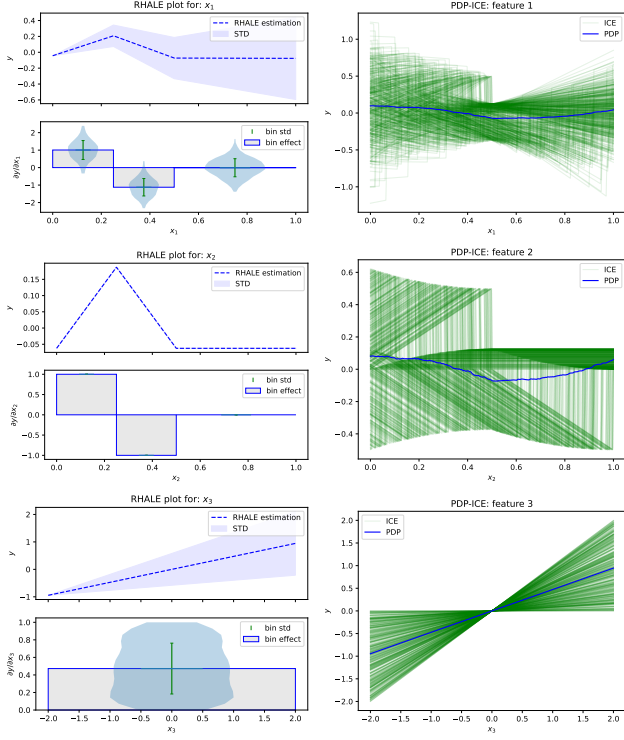 RHALE plot for: x₁
y
0.2
0.0
−0.2
−0.4
−0.6
RHALE estimation
STD
∂y/∂x₁
2
1
0
−1
−2
bin std
bin effect
0.0 0.2 0.4 0.6 0.8 1.0
x₁
PDP-ICE: feature 1
y
1.0
0.5
0.0
−0.5
−1.0
ICE
PDP
0.0 0.2 0.4 0.6 0.8 1.0
x₁
RHALE plot for: x₂
y
0.15
0.10
0.05
0.00
−0.05
RHALE estimation
STD
∂y/∂x₂
1.0
0.5
0.0
−0.5
−1.0
bin std
bin effect
0.0 0.2 0.4 0.6 0.8 1.0
x₂
PDP-ICE: feature 2
y
0.6
0.4
0.2
0.0
−0.2
−0.4
ICE
PDP
0.0 0.2 0.4 0.6 0.8 1.0
x₂
RHALE plot for: x₃
y
1
0
−1
RHALE estimation
STD
∂y/∂x₃
1.0
0.8
0.6
0.4
0.2
0.0
bin std
bin effect
−2.0 −1.5 −1.0 −0.5 0.0 0.5 1.0 1.5 2.0
x₃
PDP-ICE: feature 3
y
2.0
1.5
1.0
0.5
0.0
−0.5
−1.0
−1.5
−2.0
ICE
PDP
−2.0 −1.5 −1.0 −0.5 0.0 0.5 1.0 1.5 2.0
x₃